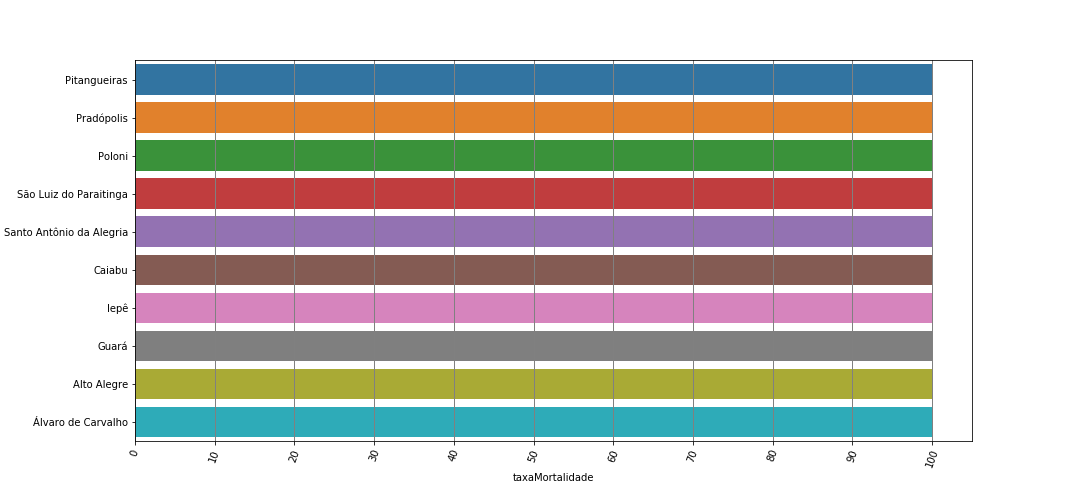 Pitangueiras
Pradópolis
Poloni
São Luiz do Paraitinga
Santo Antônio da Alegria
Caiabu
Iepê
Guará
Alto Alegre
Álvaro de Carvalho
0 10 20 30 40 50 60 70 80 90 100
taxaMortalidade